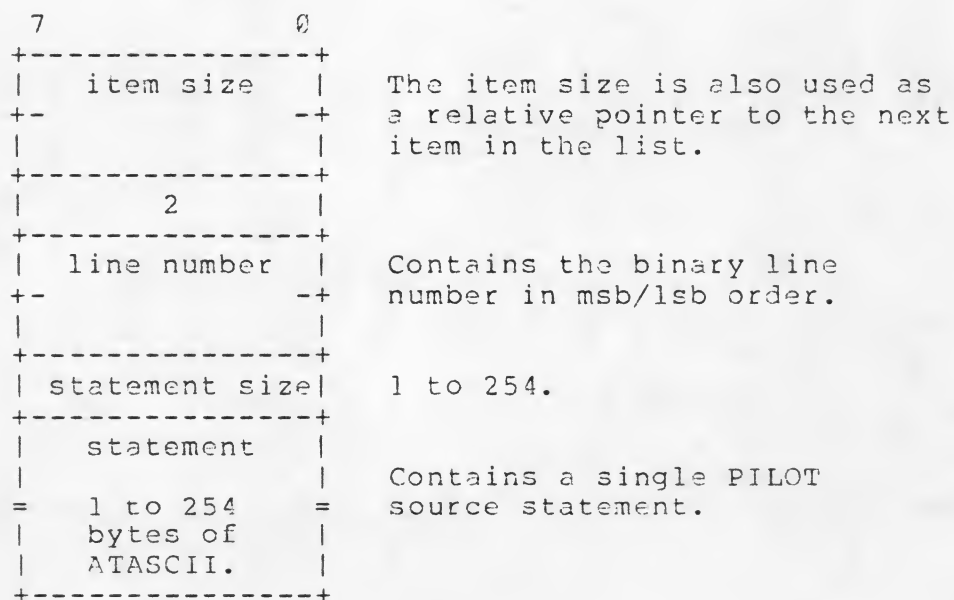 7 0
+---------------+
| item size | The item size is also used as
+- -+ a relative pointer to the next
| | item in the list.
+---------------+
| 2 |
+---------------+
| line number | Contains the binary line
+- -+ number in msb/lsb order.
| |
+---------------+
| statement size| 1 to 254.
+---------------+
| statement |
| | Contains a single PILOT
= 1 to 254 = source statement.
| bytes of |
| ATASCII. |
+---------------+